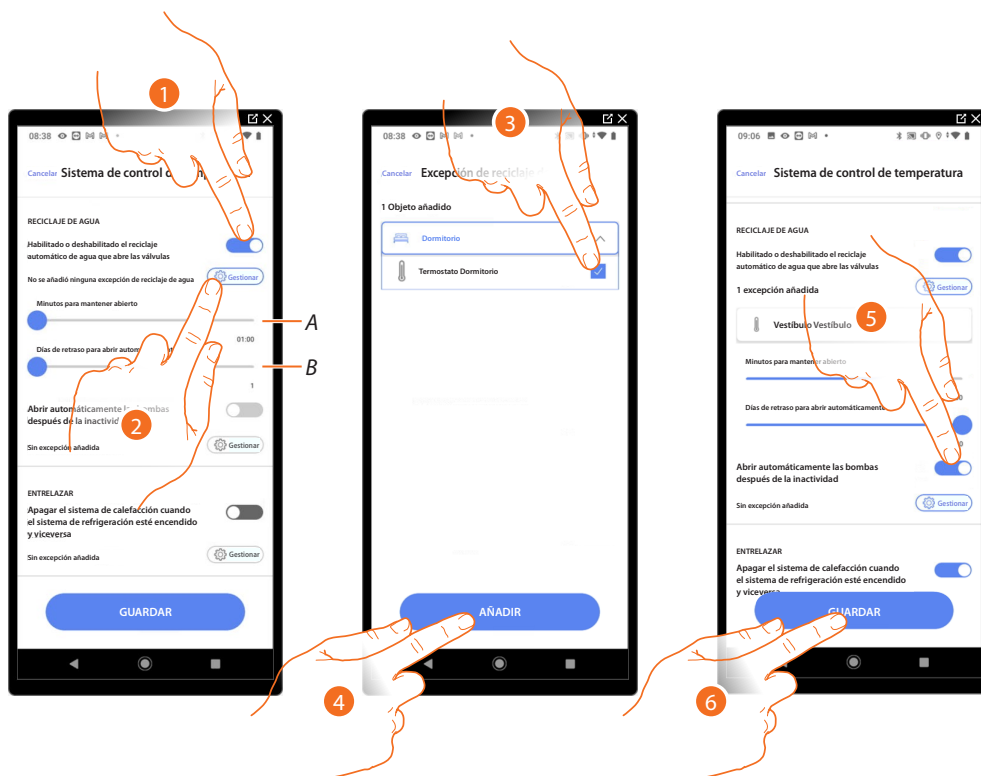 1
08:38
Cancelar Sistema de control de
RECICLAJE DE AGUA
Habilitado o deshabilitado el reciclaje
automático de agua que abre las válvulas
No se añadió ninguna excepción de reciclaje de agua
Gestionar
Minutos para mantener abierto
A
01:00
Días de retraso para abrir
B
1
Abrir automáticamente las bombas
después de la
2
Sin excepción añadida
Gestionar
ENTRELAZAR
Apagar el sistema de calefacción cuando
el sistema de refrigeración esté encendido
y viceversa
Sin excepción añadida
Gestionar
GUARDAR
3
08:38
Cancelar Excepción de reciclaje
1 Objeto añadido
Dormitorio
Termostato Dormitorio
AÑADIR
4
09:06
Cancelar Sistema de control de temperatura
RECICLAJE DE AGUA
Habilitado o deshabilitado el reciclaje
automático de agua que abre las válvulas
1 excepción añadida
Gestionar
Vestíbulo Vestíbulo
5
Minutos para mantener abierto
0
Días de retraso para abrir automáticamente
0
Abrir automáticamente las bombas
después de la inactividad
Sin excepción añadida
Gestionar
ENTRELAZAR
Apagar el sistema de calefacción cuando
el sistema de refrigeración esté encendido
y viceversa
GUARDAR
6